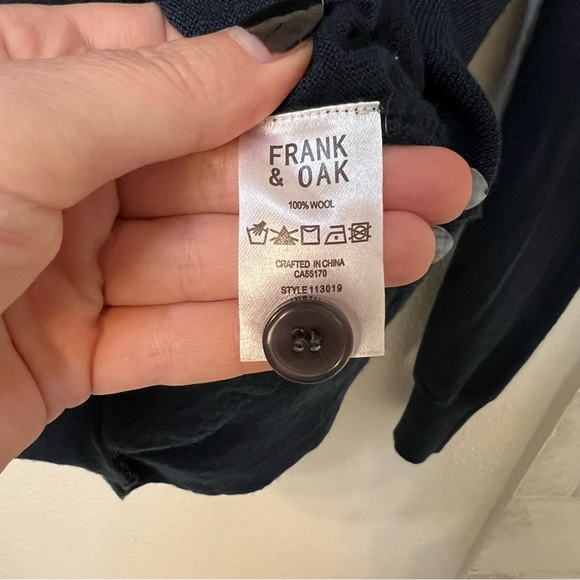 FRANK
& OAK
100% WOOL
CRAFTED IN CHINA
CA55170
STYLE 113019